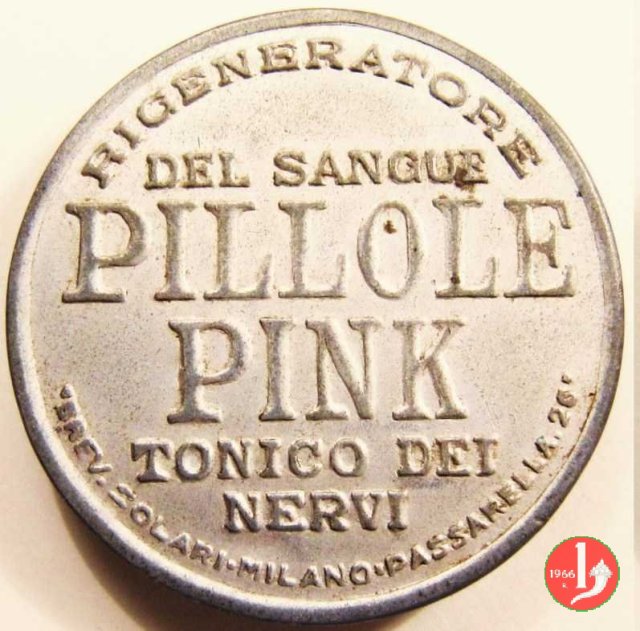 RIGENERATORE
DEL SANGUE
PILLOLE
PINK
TONICO DEI
NERVI
"BREV. SOLARI·MILANO·PASSARELLA. 26"
1966